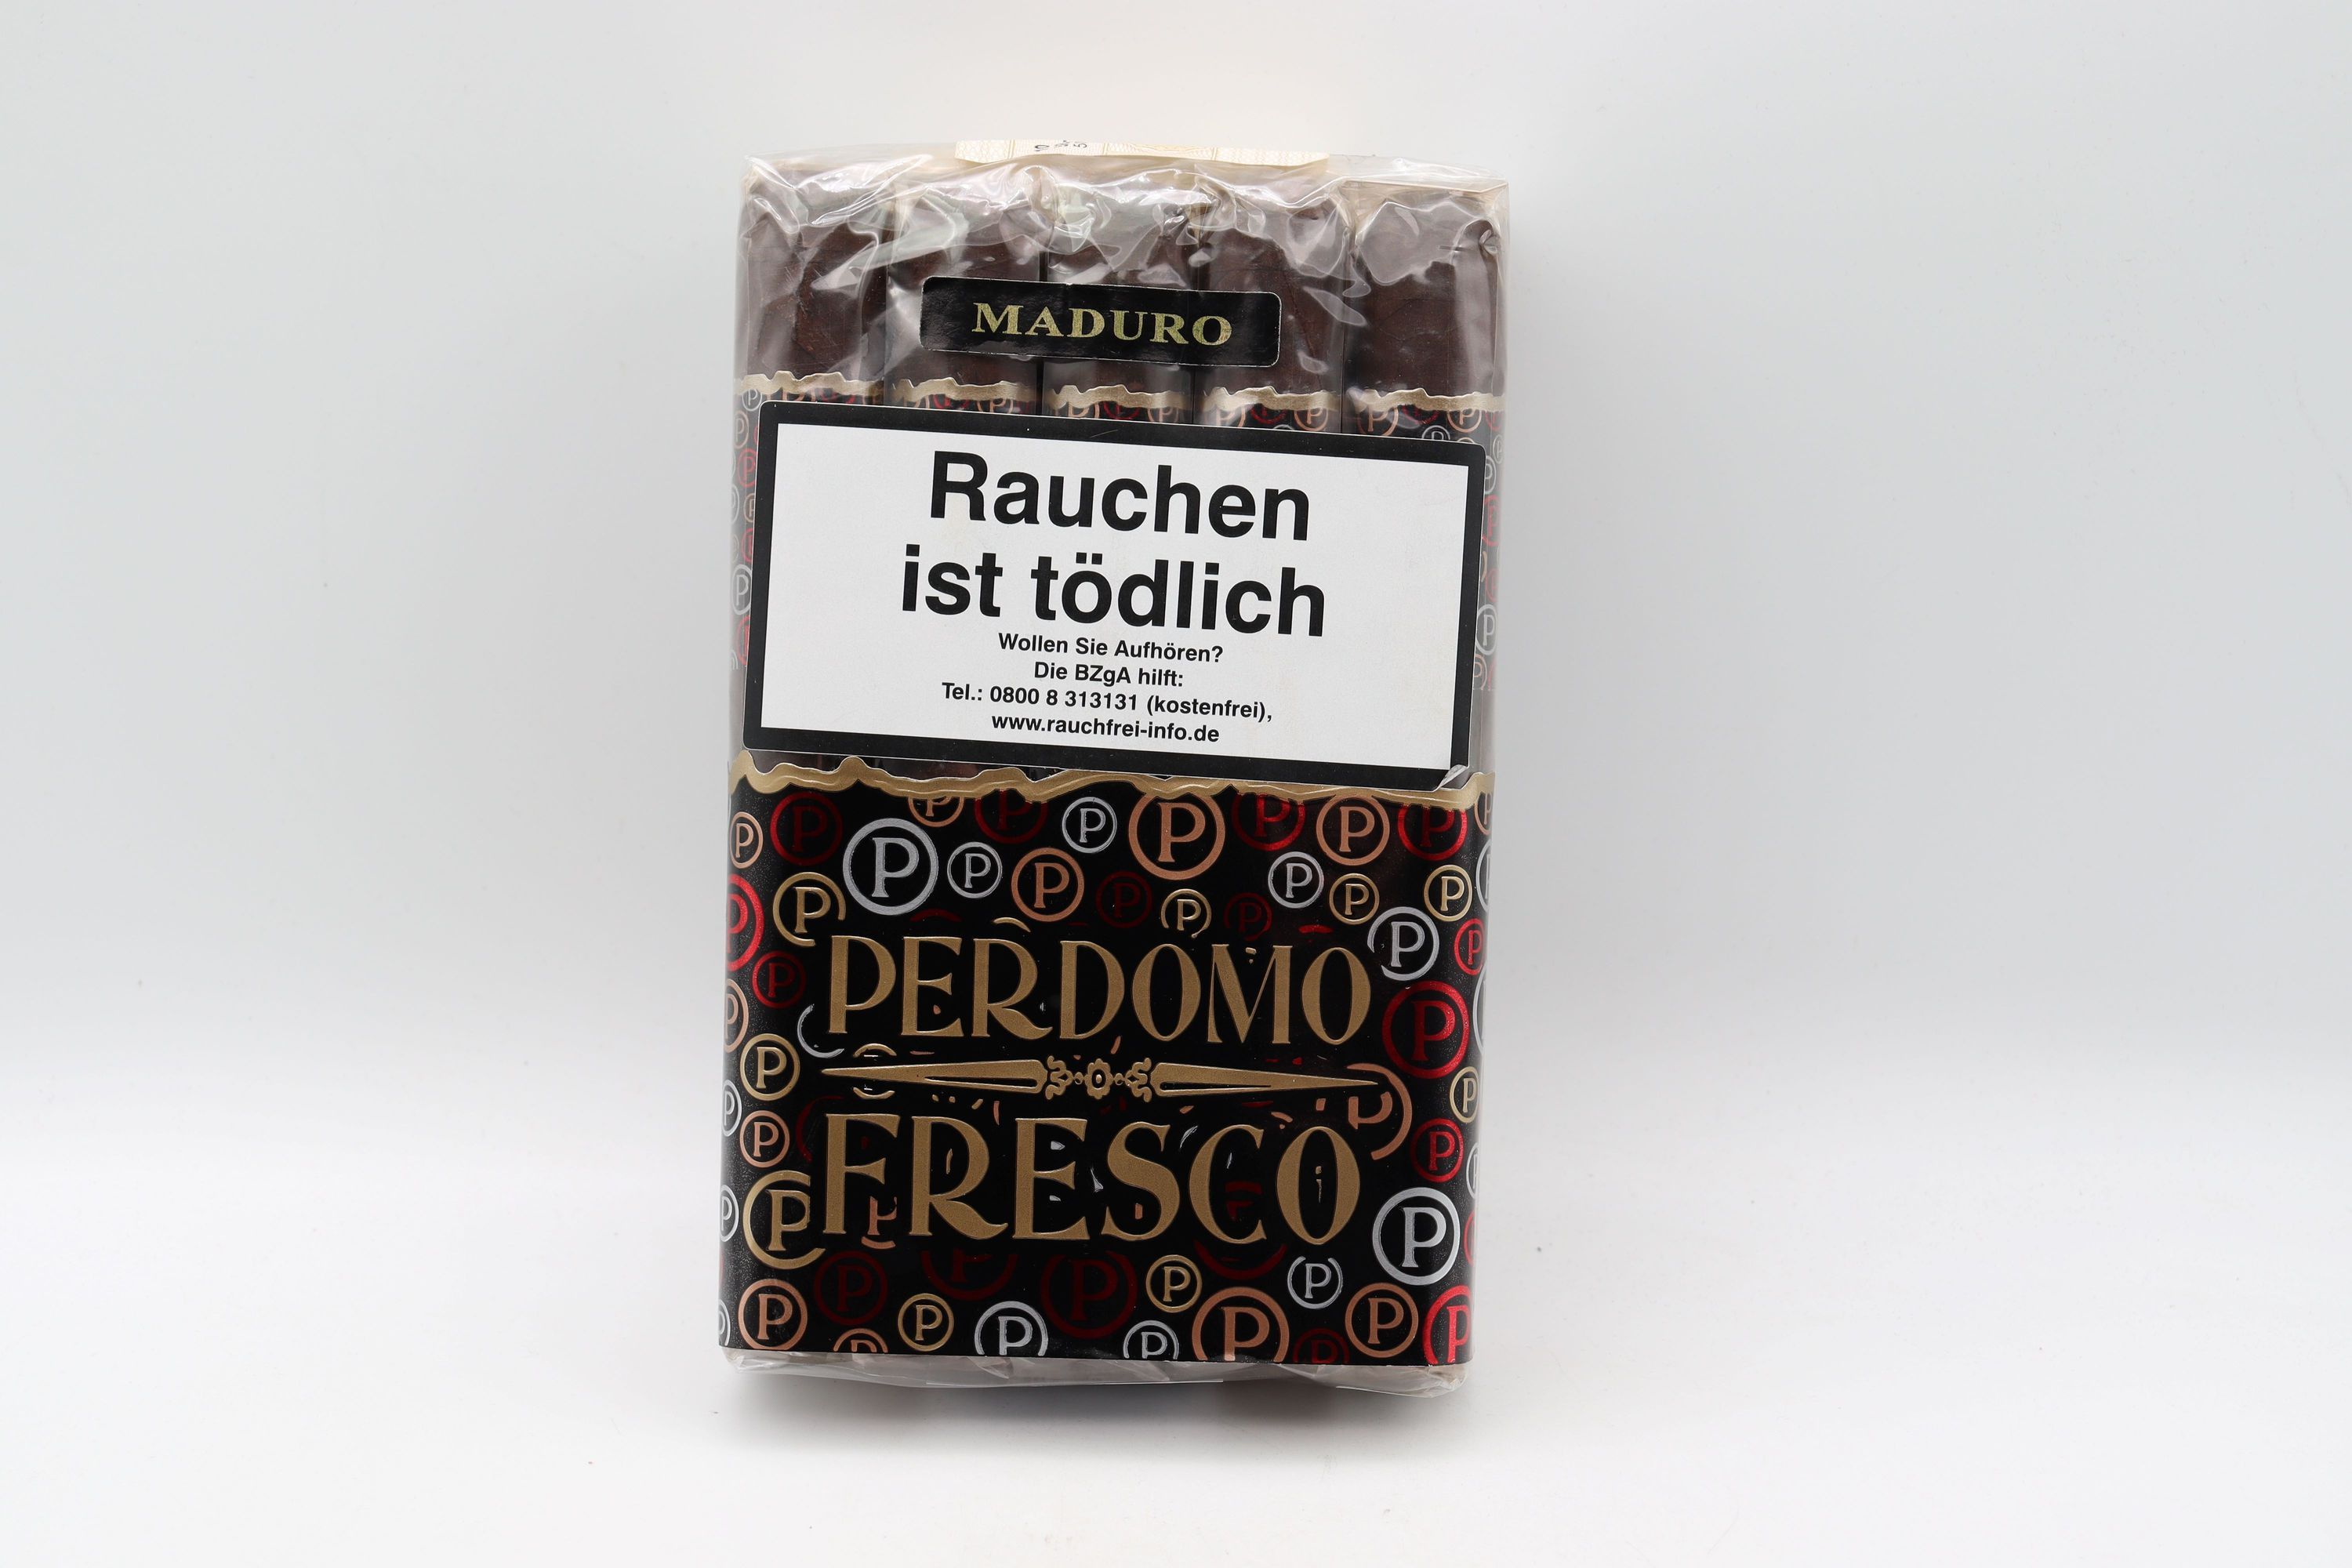 MADURO
Rauchen
ist tödlich
Wollen Sie Aufhören?
Die BZgA hilft:
Tel.: 0800 8 313131 (kostenfrei),
www.rauchfrei-info.de
PERDOMO
FRESCO